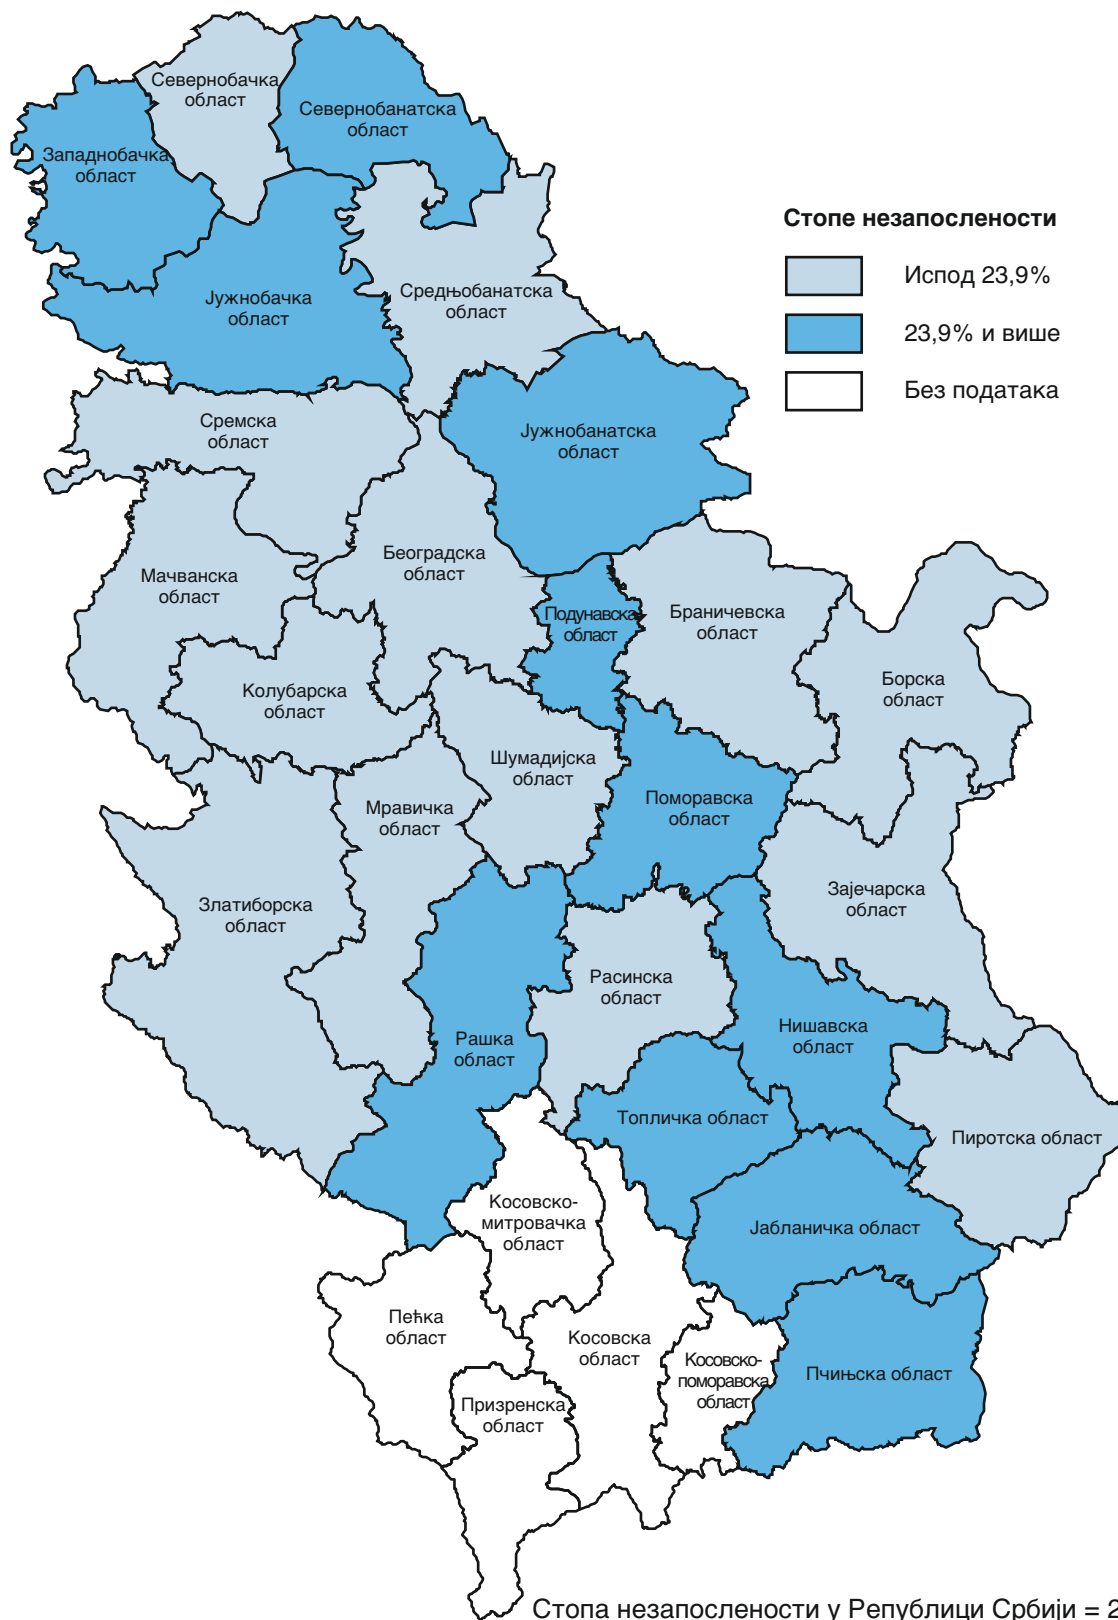 Севернобачка
област
Севернобанатска
област
Западнобачка
област
Стопе незапослености
Испод 23,9%
23,9% и више
Без података
Јужнобачка
област
Средњобанатска
област
Сремска
област
Јужнобанатска
област
Београдска
област
Мачванска
област
Подунавска
област
Браничевска
област
Колубарска
област
Борска
област
Шумадијска
област
Мравичка
област
Поморавска
област
Златиборска
област
Зајечарска
област
Расинска
област
Рашка
област
Нишавска
област
Топличка област
Пиротска област
Косовско-
митровачка
област
Јабланичка област
Пећка
област
Косовска
област
Косовско-
поморавска
област
Пчињска област
Призренска
област
Стопа незапослености у Републици Србији = 2